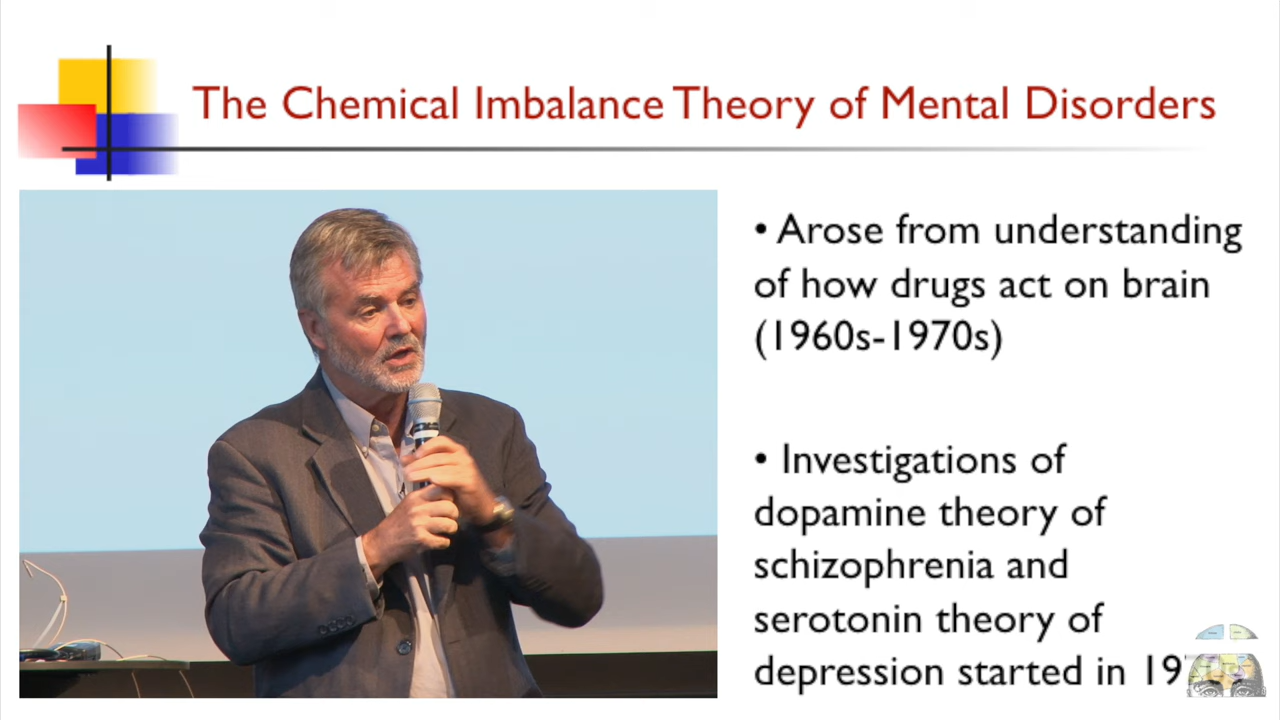 The Chemical Imbalance Theory of Mental Disorders
• Arose from understanding
of how drugs act on brain
(1960s-1970s)
• Investigations of
dopamine theory of
schizophrenia and
serotonin theory of
depression started in